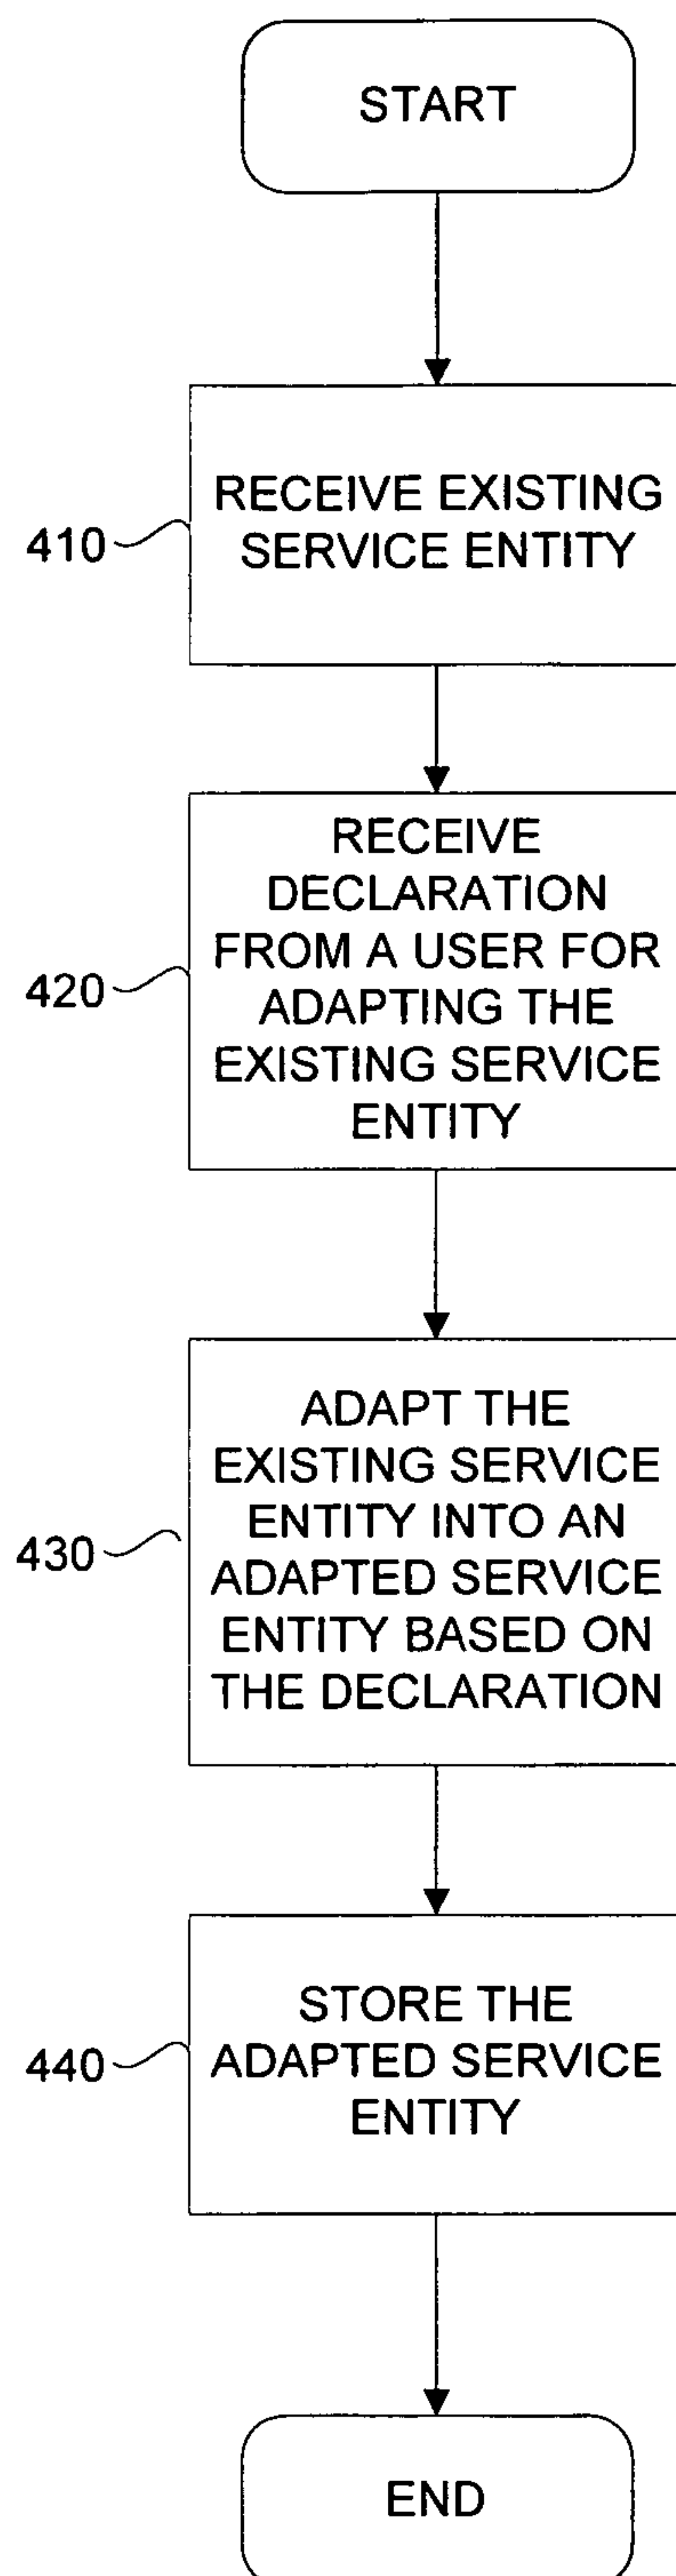 START
RECEIVE EXISTING
SERVICE ENTITY
410
RECEIVE
DECLARATION
FROM A USER FOR
ADAPTING THE
EXISTING SERVICE
ENTITY
420
ADAPT THE
EXISTING SERVICE
ENTITY INTO AN
ADAPTED SERVICE
ENTITY BASED ON
THE DECLARATION
430
STORE THE
ADAPTED SERVICE
ENTITY
440
END